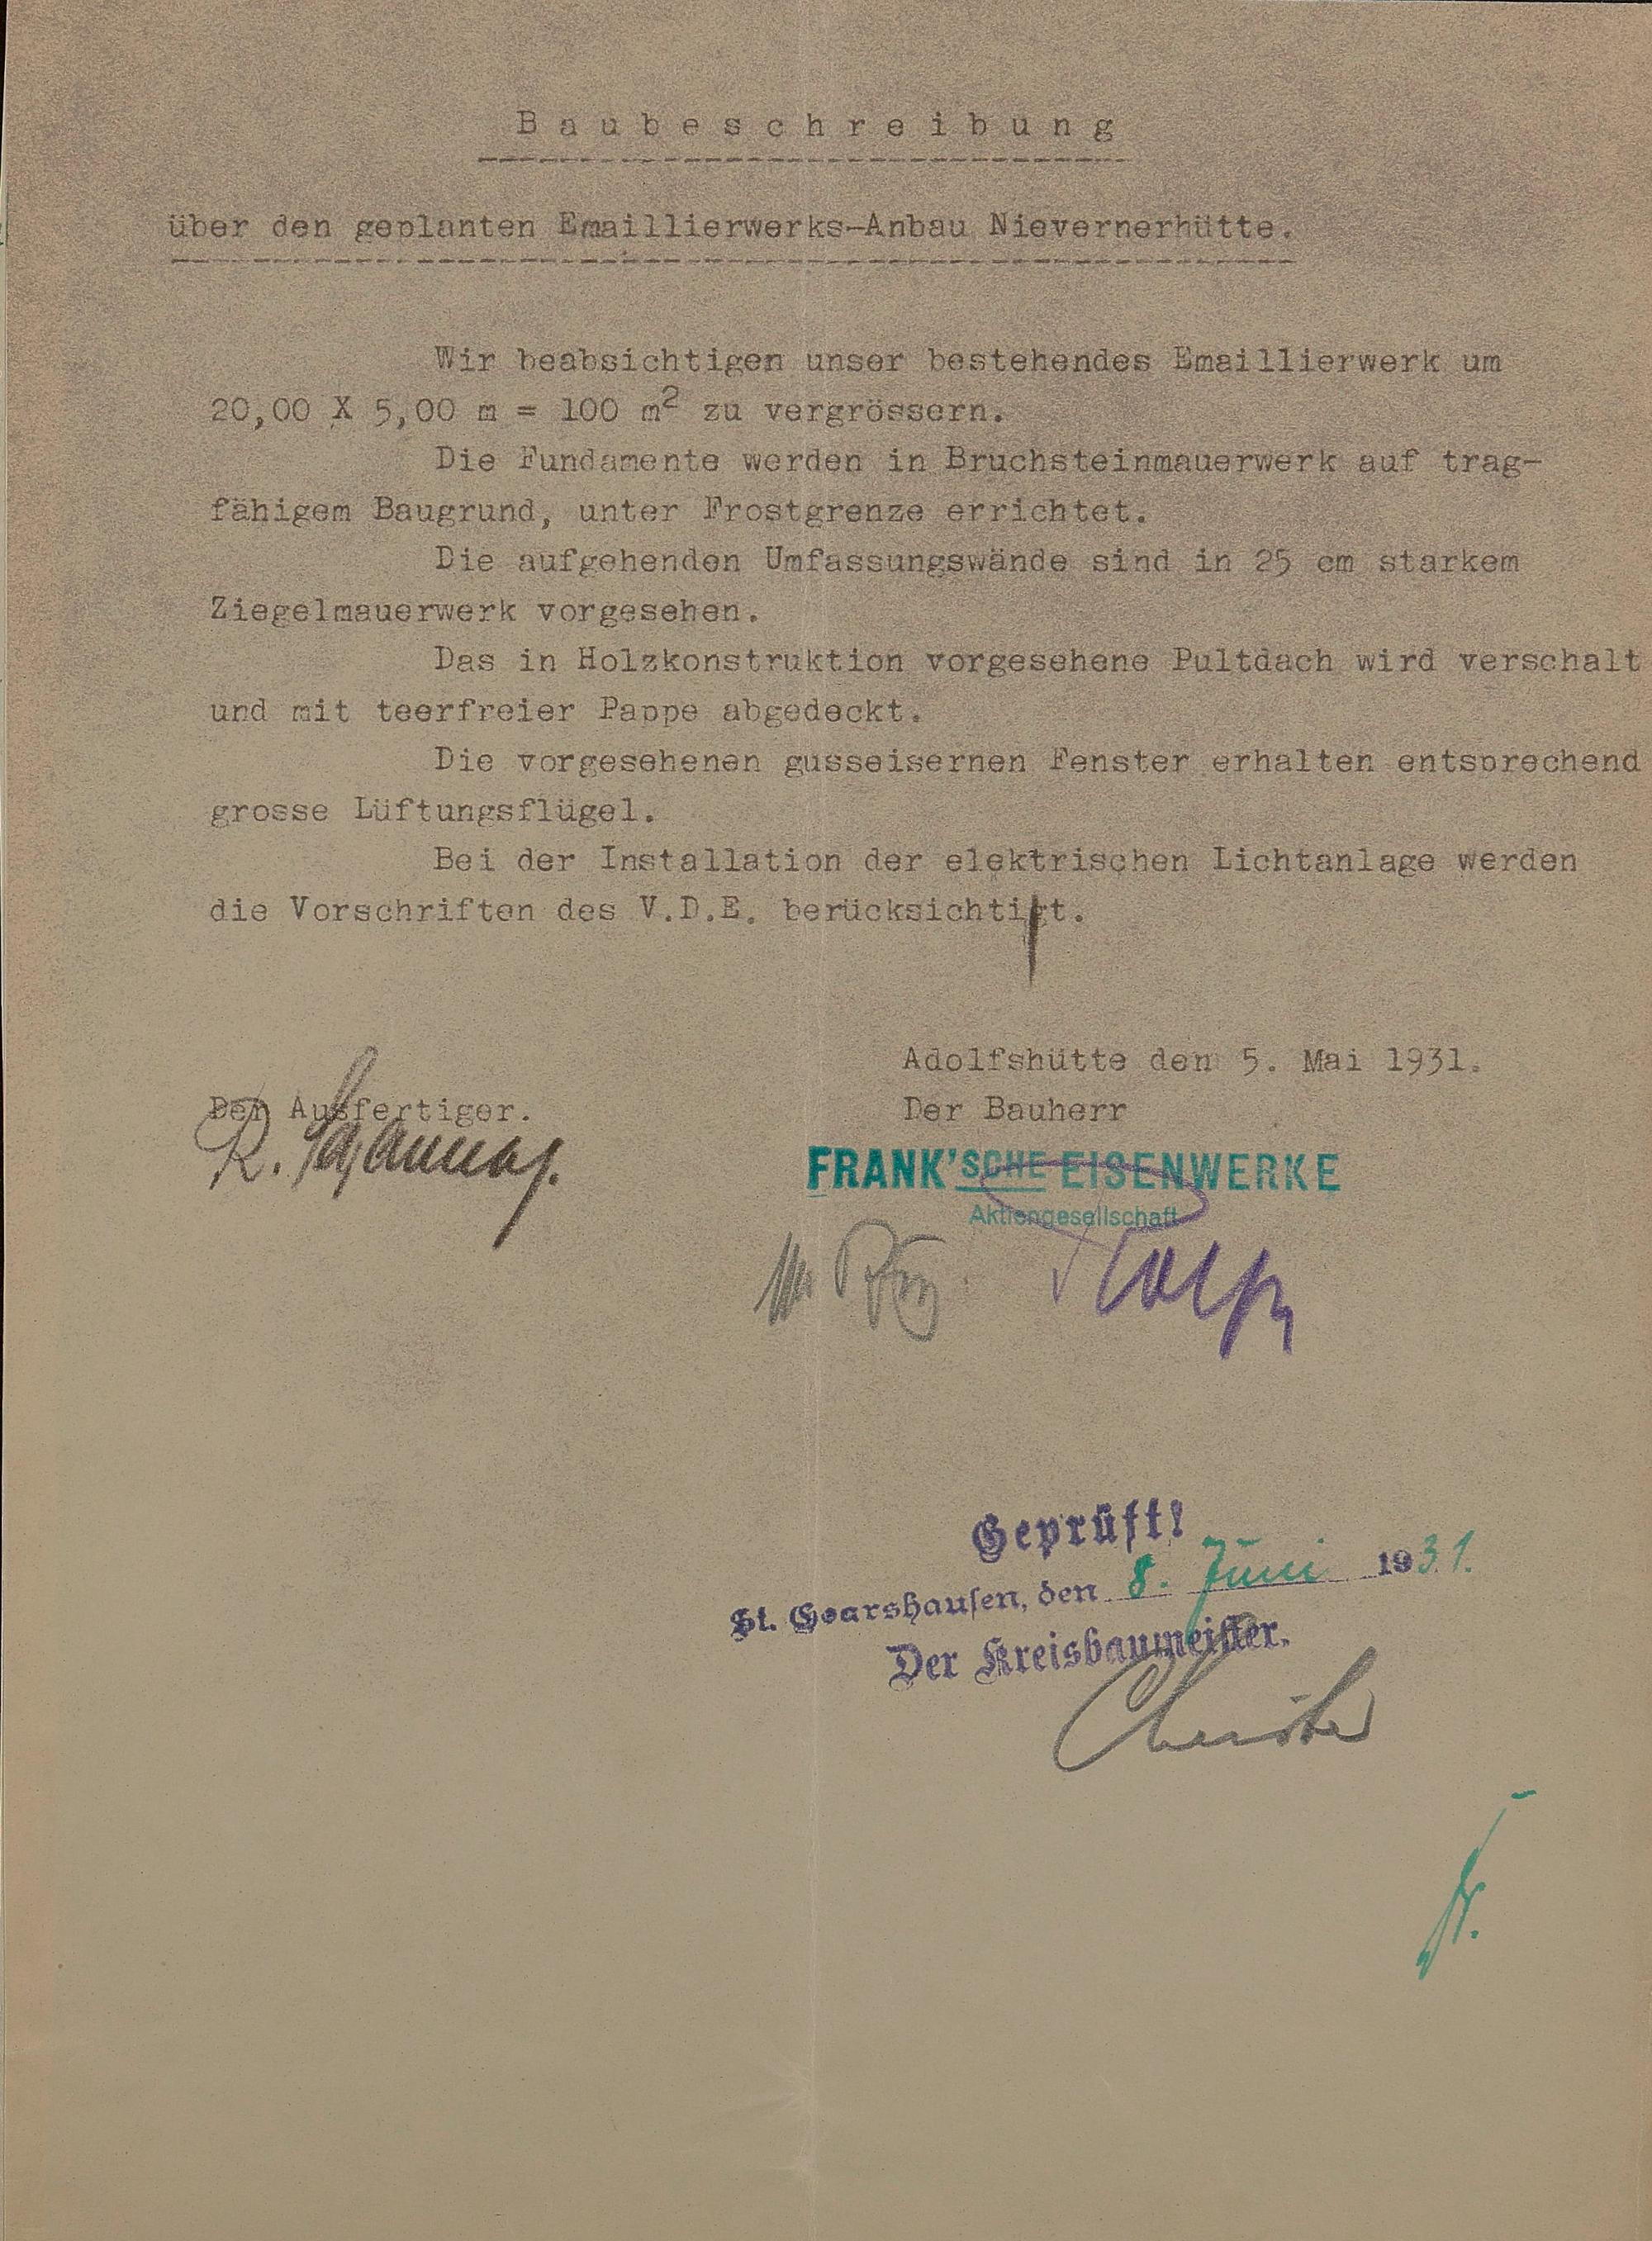 Baubeschreibung
über den geplanten Emaillierwerks-Anbau Nievernerhütte.
Wir beabsichtigen unser bestehendes Emaillierwerk um
20,00 X 5,00 m = 100 m² zu vergrössern.
Die Fundamente werden in Bruchsteinmauerwerk auf trag-
fähigem Baugrund, unter Frostgrenze errichtet.
Die aufgehenden Umfassungswände sind in 25 cm starkem
Ziegelmauerwerk vorgesehen.
Das in Holzkonstruktion vorgesehene Pultdach wird verschalt
und mit teerfreier Pappe abgedeckt.
Die vorgesehenen gusseisernen Fenster erhalten entsprechend
grosse Lüftungsflügel.
Bei der Installation der elektrischen Lichtanlage werden
die Vorschriften des V.D.E. berücksichtigt.
Adolfshütte den 5. Mai 1931.
Der Ausfertiger.
Der Bauherr
R.
FRANK'SCHE EISENWERKE
Aktiengesellschaft
Geprüft!
St. Goarshausen, den 8. Juni 1931.
Der Kreisbaumeister.